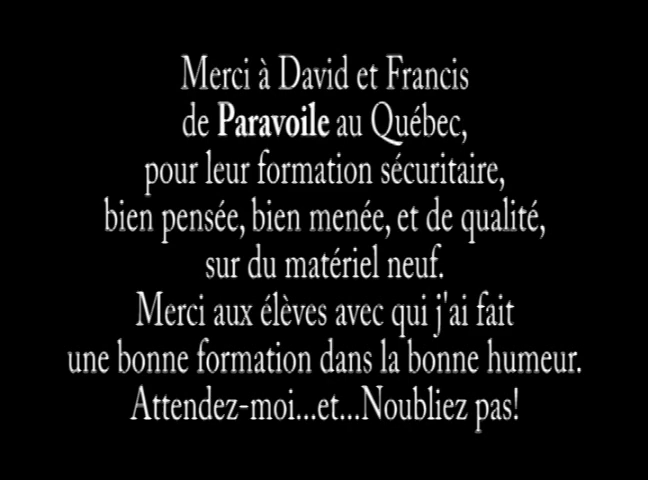 Merci à David et Francis
de Paravoile au Québec,
pour leur formation sécuritaire,
bien pensée, bien menée, et de qualité,
sur du matériel neuf.
Merci aux élèves avec qui j'ai fait
une bonne formation dans la bonne humeur.
Attendez-moi...et...Noubliez pas!